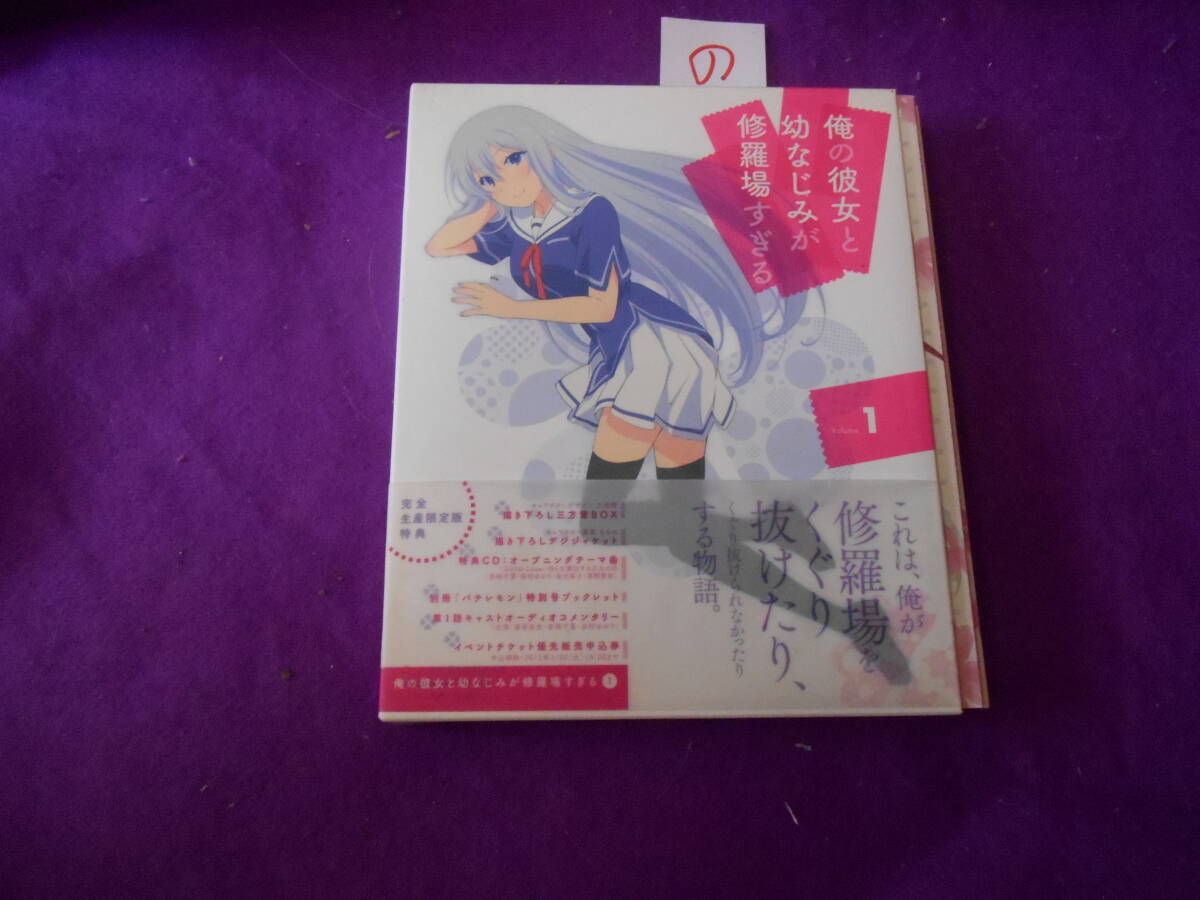 の
俺の彼女と
幼なじみが
修羅場すぎる
Volume 1
完全
生産限定版
特典
描き下ろし三方背BOX
描き下ろしデジジャケット
特典CD:オープニングテーマ曲
別冊「パチレモン」特別号ブックレット
第1話キャストオーディオコメンタリー
イベントチケット優先販売申込券
俺の彼女と幼なじみが修羅場すぎる 1
これは、俺が
修羅場を
くぐり
抜けたり、
くぐり抜けられなかったり
する物語。